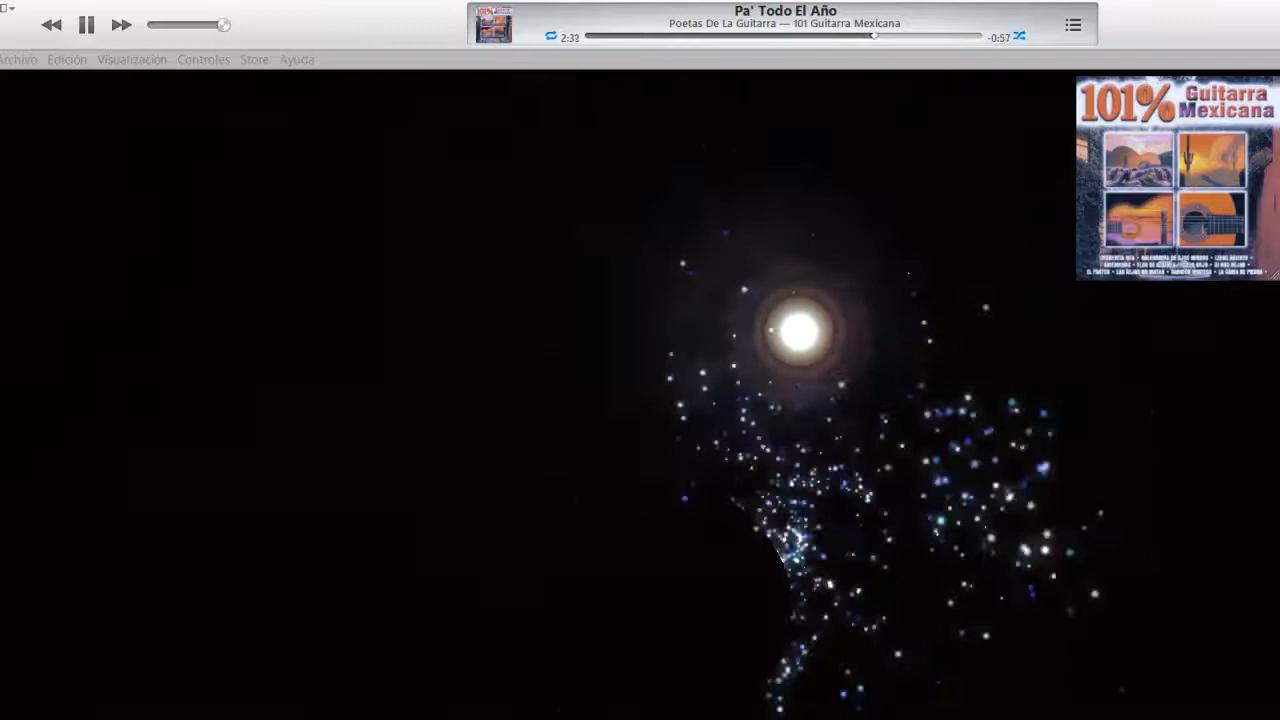 Pa' Todo El Año
Poetas De La Guitarra — 101 Guitarra Mexicana
2:32 -0:57
Archivo Edición Visualización Controles Store Ayuda
101% Guitarra Mexicana